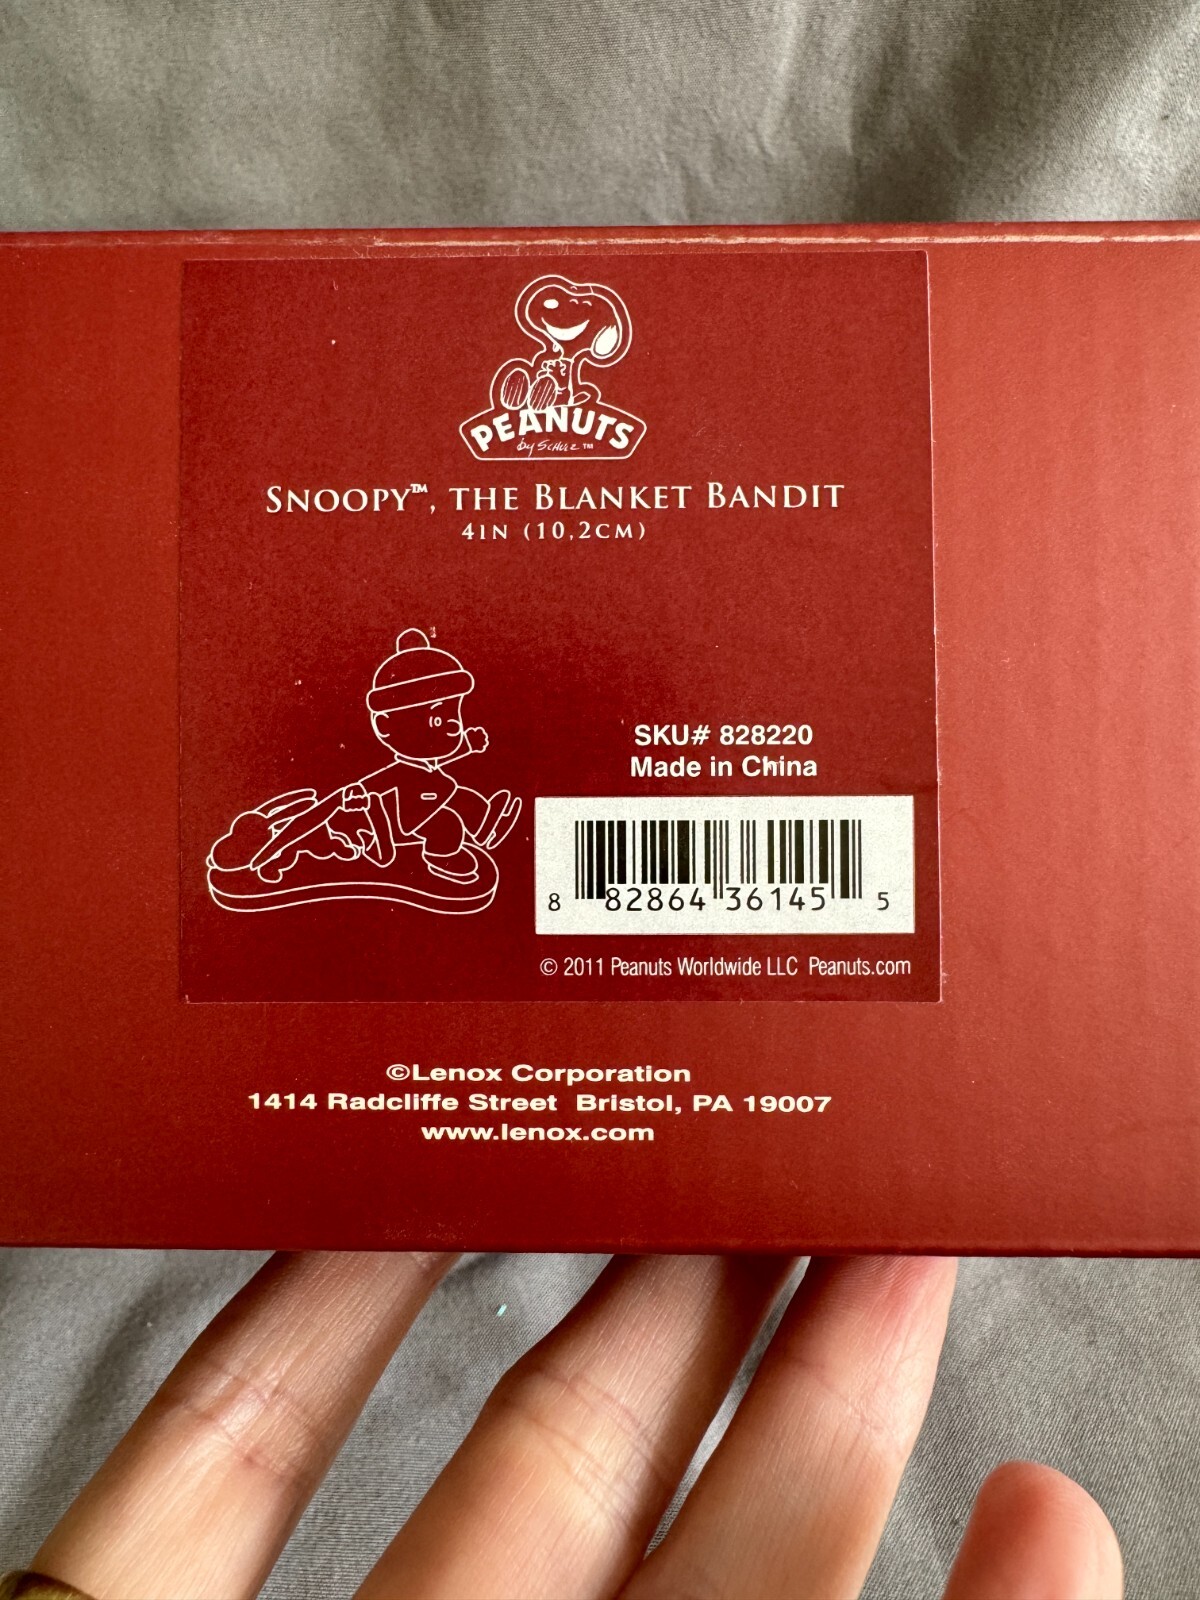 PEANUTS
by SCHULZ ™
SNOOPY™, THE BLANKET BANDIT
4IN (10,2CM)
SKU# 828220
Made in China
8 82864 36145 5
© 2011 Peanuts Worldwide LLC Peanuts.com
©Lenox Corporation
1414 Radcliffe Street Bristol, PA 19007
www.lenox.com